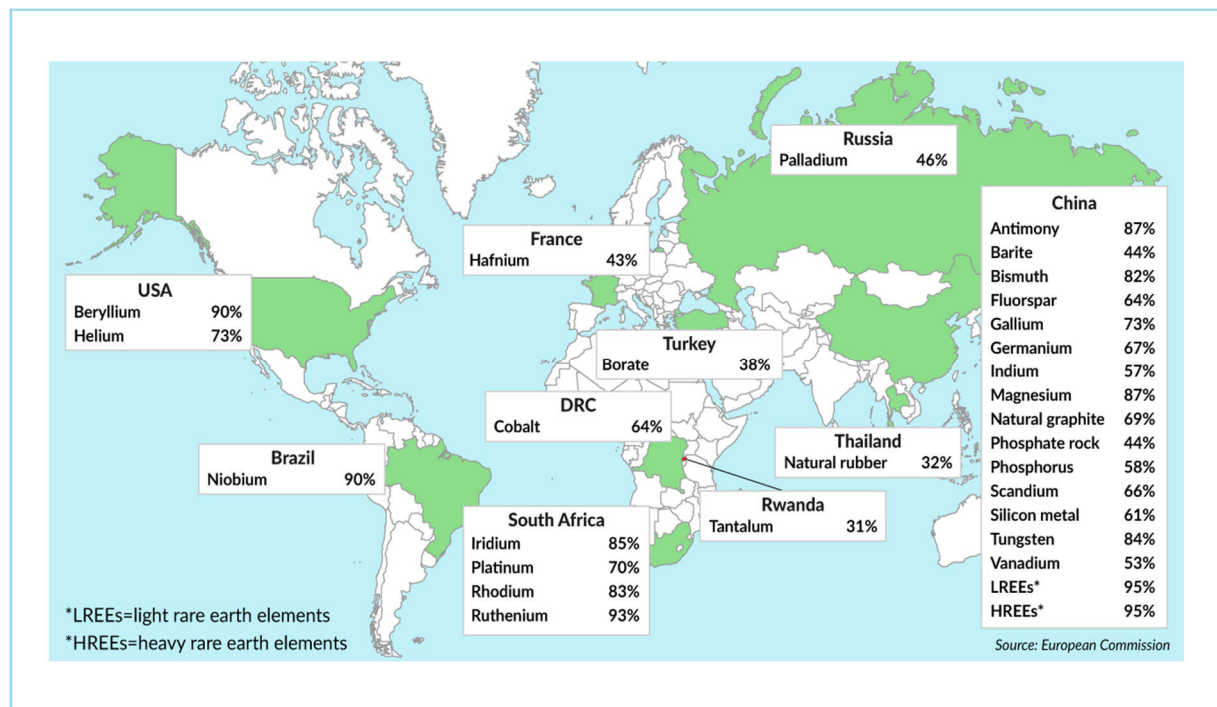 Russia
Palladium 46%
China
Antimony 87%
Barite 44%
Bismuth 82%
Fluorspar 64%
Gallium 73%
Germanium 67%
Indium 57%
Magnesium 87%
Natural graphite 69%
Phosphate rock 44%
Phosphorus 58%
Scandium 66%
Silicon metal 61%
Tungsten 84%
Vanadium 53%
LREEs* 95%
HREEs* 95%
France
Hafnium 43%
USA
Beryllium 90%
Helium 73%
Turkey
Borate 38%
DRC
Cobalt 64%
Thailand
Natural rubber 32%
Brazil
Niobium 90%
Rwanda
Tantalum 31%
South Africa
Iridium 85%
Platinum 70%
Rhodium 83%
Ruthenium 93%
*LREEs=light rare earth elements
*HREEs=heavy rare earth elements
Source: European Commission